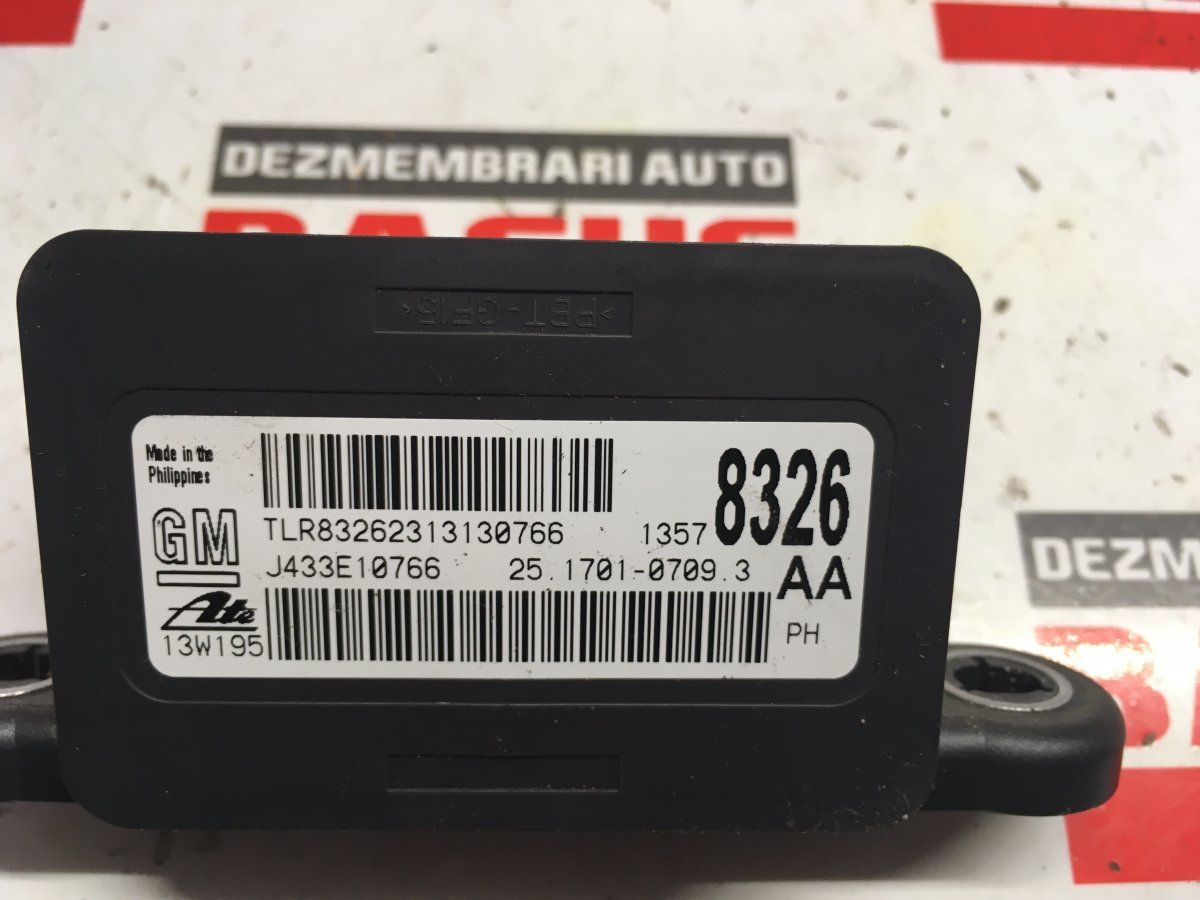 DEZMEMBRARI AUTO
>PBT-GF15<
Made in the
Philippines
GM
Ate
13W195
TLR83262313130766
1357 8326
J433E10766
25.1701-0709.3
AA
PH
DEZME